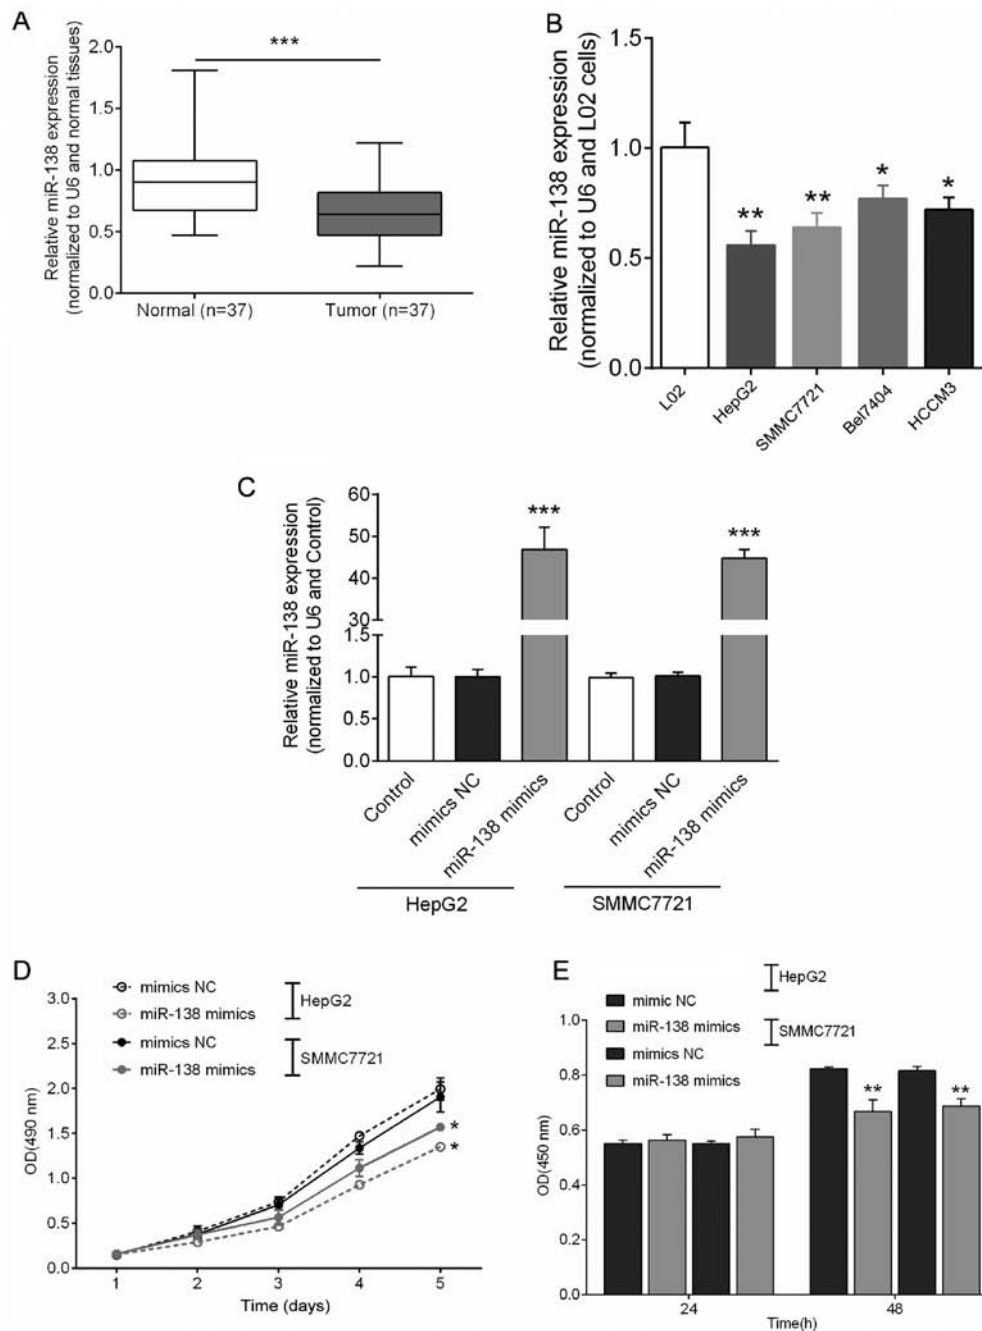 A
Relative miR-138 expression
(normalized to U6 and normal tissues)
2.0
1.5
1.0
0.5
0.0
***
Normal (n=37)
Tumor (n=37)
B
Relative miR-138 expression
(normalized to U6 and L02 cells)
1.5
1.0
0.5
0.0
**
**
*
*
L02
HepG2
SMMC7721
Bel7404
HCCM3
C
Relative miR-138 expression
(normalized to U6 and Control)
60
50
40
30
1.5
1.0
0.5
0.0
***
***
Control
mimics NC
miR-138 mimics
Control
mimics NC
miR-138 mimics
HepG2
SMMC7721
D
mimics NC
miR-138 mimics
HepG2
mimics NC
miR-138 mimics
SMMC7721
OD(490 nm)
3.0
2.5
2.0
1.5
1.0
0.5
0.0
*
*
1
2
3
4
5
Time (days)
E
HepG2
mimic NC
miR-138 mimics
SMMC7721
mimics NC
miR-138 mimics
OD(450 nm)
1.0
0.8
0.6
0.4
0.2
0.0
**
**
24
48
Time(h)